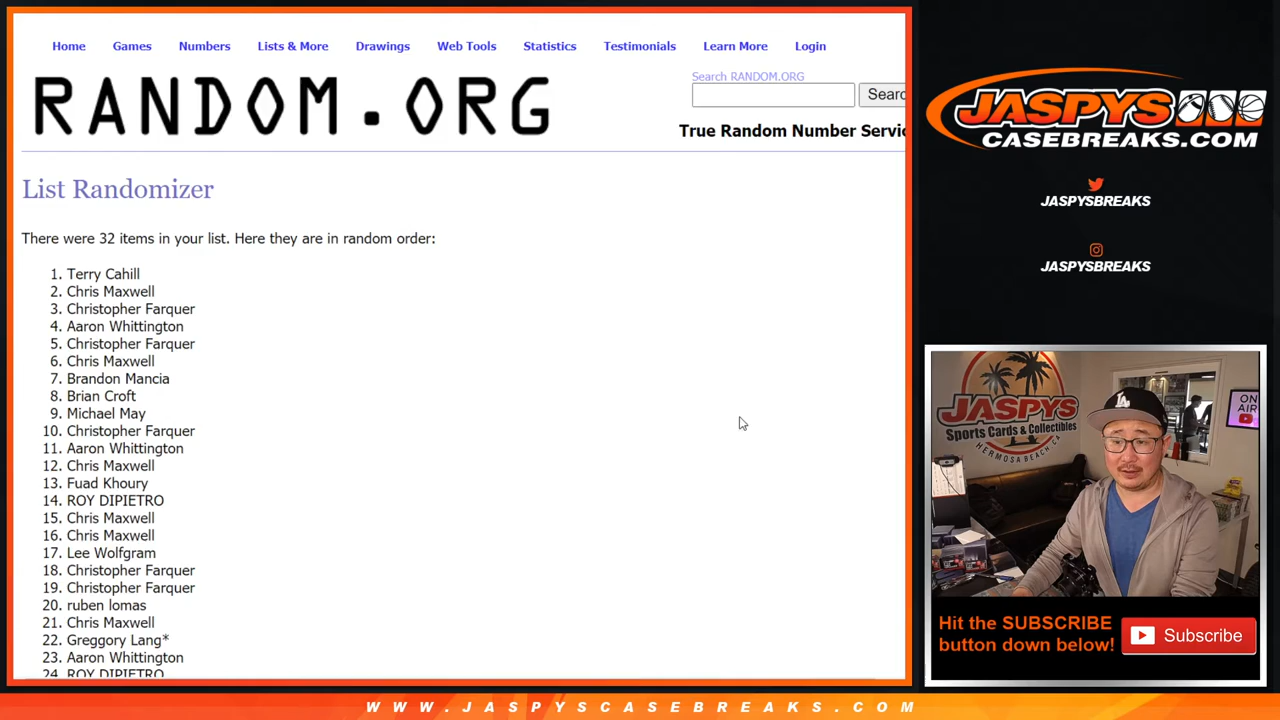 Home Games Numbers Lists & More Drawings Web Tools Statistics Testimonials Learn More Login
RANDOM.ORG
Search RANDOM.ORG
Searc
True Random Number Servic
List Randomizer
There were 32 items in your list. Here they are in random order:
1. Terry Cahill
2. Chris Maxwell
3. Christopher Farquer
4. Aaron Whittington
5. Christopher Farquer
6. Chris Maxwell
7. Brandon Mancia
8. Brian Croft
9. Michael May
10. Christopher Farquer
11. Aaron Whittington
12. Chris Maxwell
13. Fuad Khoury
14. ROY DIPIETRO
15. Chris Maxwell
16. Chris Maxwell
17. Lee Wolfgram
18. Christopher Farquer
19. Christopher Farquer
20. ruben lomas
21. Chris Maxwell
22. Greggory Lang*
23. Aaron Whittington
24. ROY DIPIETRO
JASPYS
CASEBREAKS.COM
JASPYSBREAKS
JASPYSBREAKS
JASPYS
Sports Cards & Collectibles
HERMOSA BEACH, CA
LA
ON
AIR
Hit the SUBSCRIBE
button down below!
Subscribe
WWW.JASPYSCASEBREAKS.COM